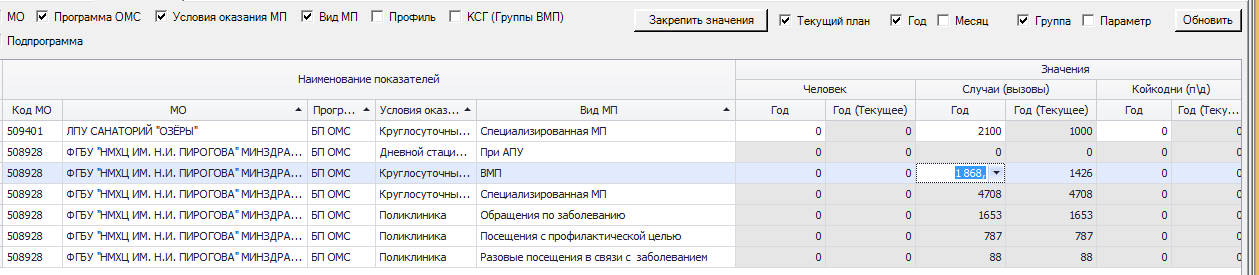 МО Программа ОМС Условия оказания МП Вид МП Профиль КСГ (Группы ВМП) Закрепить значения Текущий план Год Месяц Группа Параметр Обновить
Подпрограмма
Наименование показателей Значения
Человек Случаи (вызовы) Койкодни (п\д)
Код МО МО Прогр... Условия оказ... Вид МП Год Год (Текущее) Год Год (Текущее) Год Год (Теку...
509401 ЛПУ САНАТОРИЙ "ОЗЁРЫ" БП ОМС Круглосуточны... Специализированная МП 0 0 2100 1000 0
508928 ФГБУ "НМХЦ ИМ. Н.И. ПИРОГОВА" МИНЗДРА... БП ОМС Дневной стаци... При АПУ 0 0 0 0 0
508928 ФГБУ "НМХЦ ИМ. Н.И. ПИРОГОВА" МИНЗДРА... БП ОМС Круглосуточны... ВМП 0 0 1 868, 1426 0
508928 ФГБУ "НМХЦ ИМ. Н.И. ПИРОГОВА" МИНЗДРА... БП ОМС Круглосуточны... Специализированная МП 0 0 4708 4708 0
508928 ФГБУ "НМХЦ ИМ. Н.И. ПИРОГОВА" МИНЗДРА... БП ОМС Поликлиника Обращения по заболеванию 0 0 1653 1653 0
508928 ФГБУ "НМХЦ ИМ. Н.И. ПИРОГОВА" МИНЗДРА... БП ОМС Поликлиника Посещения с профилактической целью 0 0 787 787 0
508928 ФГБУ "НМХЦ ИМ. Н.И. ПИРОГОВА" МИНЗДРА... БП ОМС Поликлиника Разовые посещения в связи с заболеванием 0 0 88 88 0